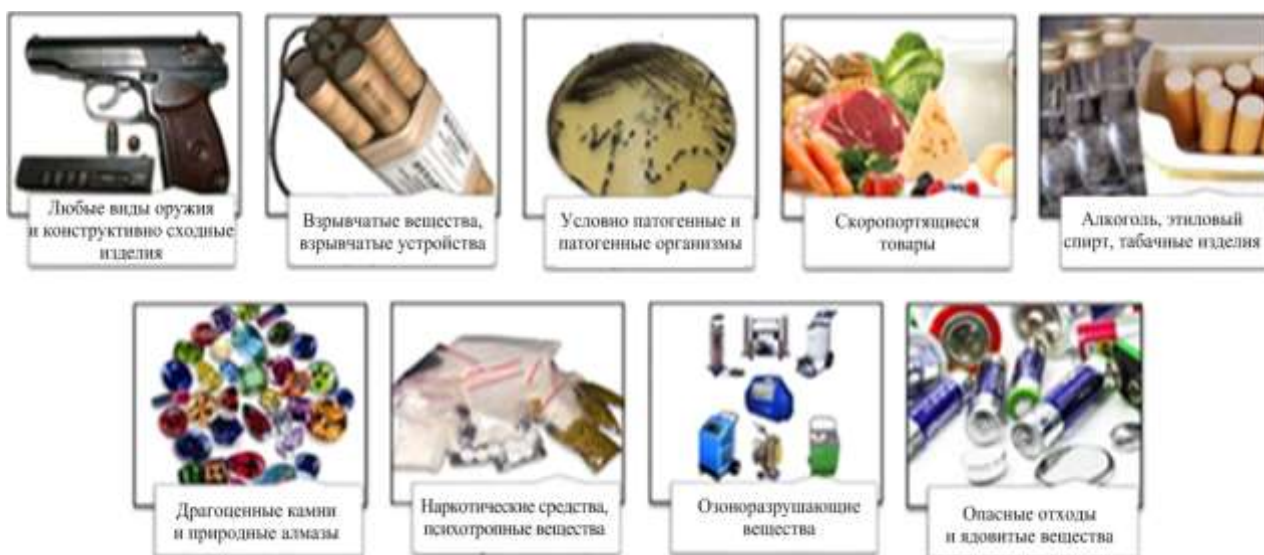 Любые виды оружия
и конструктивно сходные
изделия
Взрывчатые вещества,
взрывчатые устройства
Условно патогенные и
патогенные организмы
Скоропортящиеся
товары
Алкоголь, этиловый
спирт, табачные изделия
Драгоценные камни
и природные алмазы
Наркотические средства,
психотропные вещества
Озоноразрушающие
вещества
Опасные отходы
и ядовитые вещества